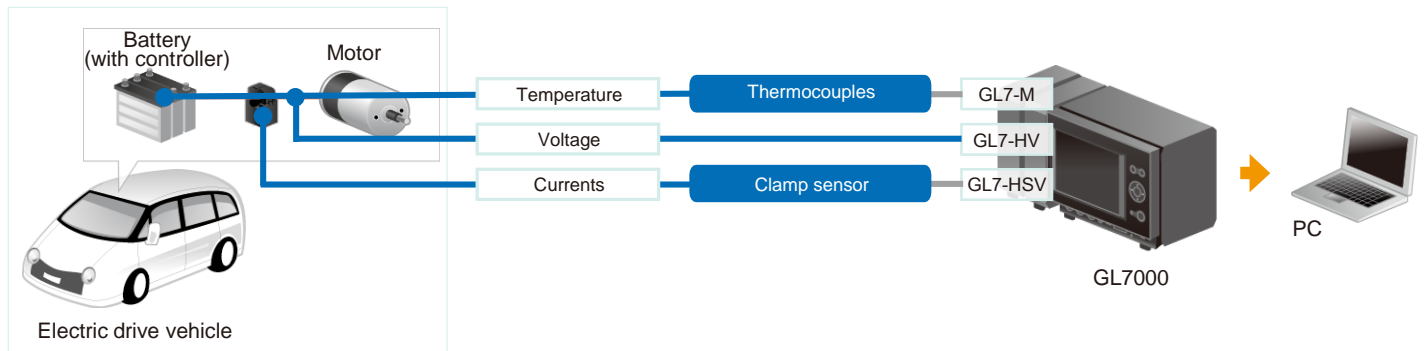 Battery
(with controller)
Motor
Temperature
Thermocouples
GL7-M
Voltage
GL7-HV
Currents
Clamp sensor
GL7-HSV
PC
GL7000
Electric drive vehicle